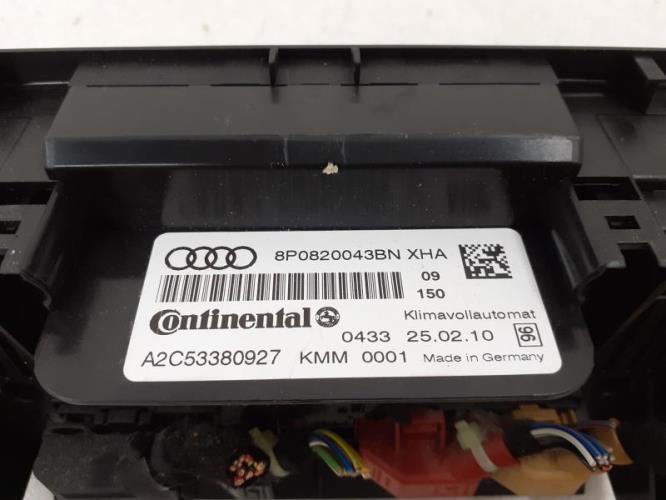 8P0820043BN XHA
09
150
Continental
Klimavollautomat
0433 25.02.10 96
A2C53380927 KMM 0001 Made in Germany